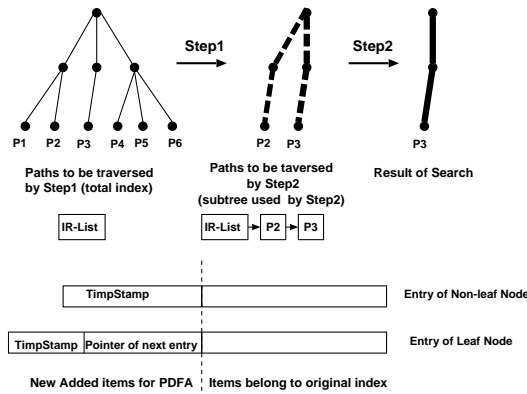 Step1
Step2
P1 P2 P3 P4 P5 P6
P2 P3
P3
Paths to be traversed
by Step1 (total index)
Paths to be taversed
by Step2
(subtree used by Step2)
Result of Search
IR-List
IR-List P2 P3
TimpStamp
Entry of Non-leaf Node
TimpStamp Pointer of next entry
Entry of Leaf Node
New Added items for PDFA
Items belong to original index